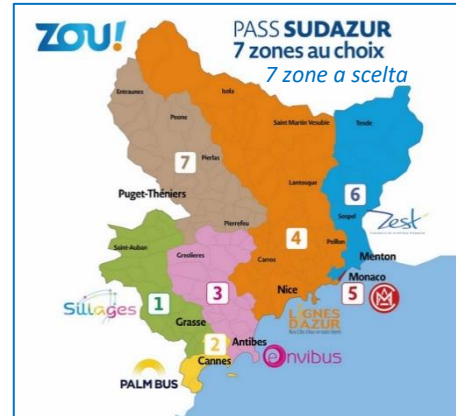 ZOU!
PASS SUDAZUR
7 zones au choix
7 zone a scelta
Entraunes
Isola
Peone
Saint Martin Vesubie
Tende
Pierlas
7
Lantosque
6
Puget-Théniers
Sospel
Zest
Pierrefeu
4
Peillon
Saint-Auban
Greolieres
Carros
Menton
Monaco
Sillages
1
3
Nice
5
LIGNES
D'AZUR
Grasse
2
Antibes
envibus
Cannes
PALM BUS